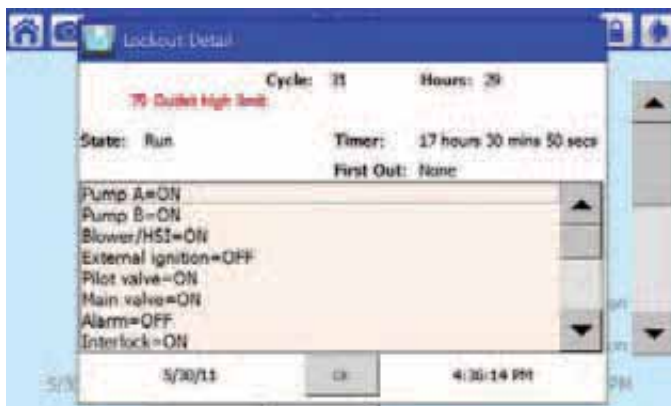 Lockout Detail
Cycle: 31 Hours: 29
79 Outlet high limit
State: Run Timer: 17 hours 30 mins 50 secs
First Out: None
Pump A=ON
Pump B=ON
Blower/HSI=ON
External ignition=OFF
Pilot valve=ON
Main valve=ON
Alarm=OFF
Interlock=ON
5/30/11 OK 4:36:14 PM
PM